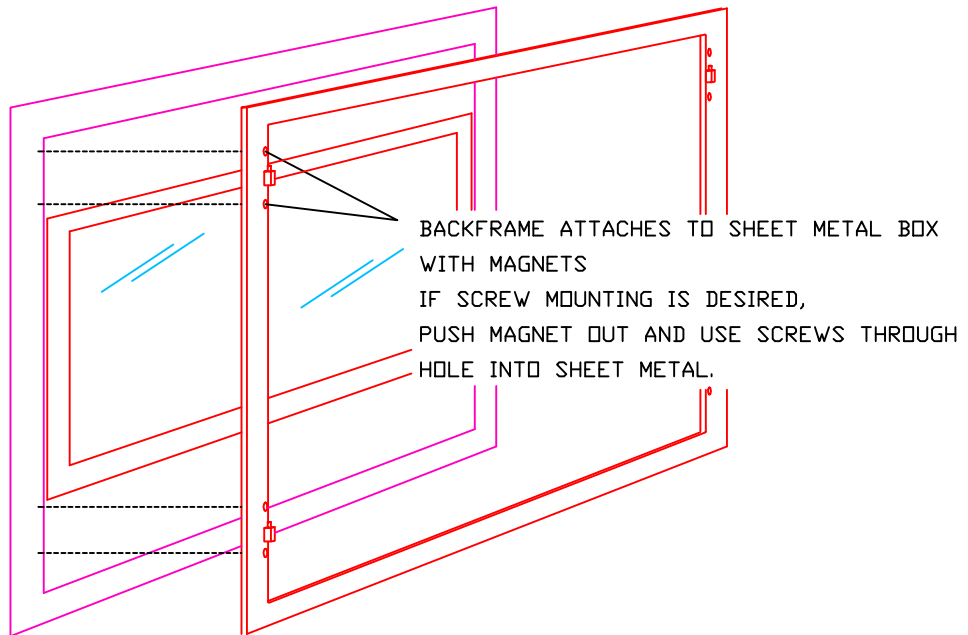 BACKFRAME ATTACHES TO SHEET METAL BOX
WITH MAGNETS
IF SCREW MOUNTING IS DESIRED,
PUSH MAGNET OUT AND USE SCREWS THROUGH
HOLE INTO SHEET METAL.